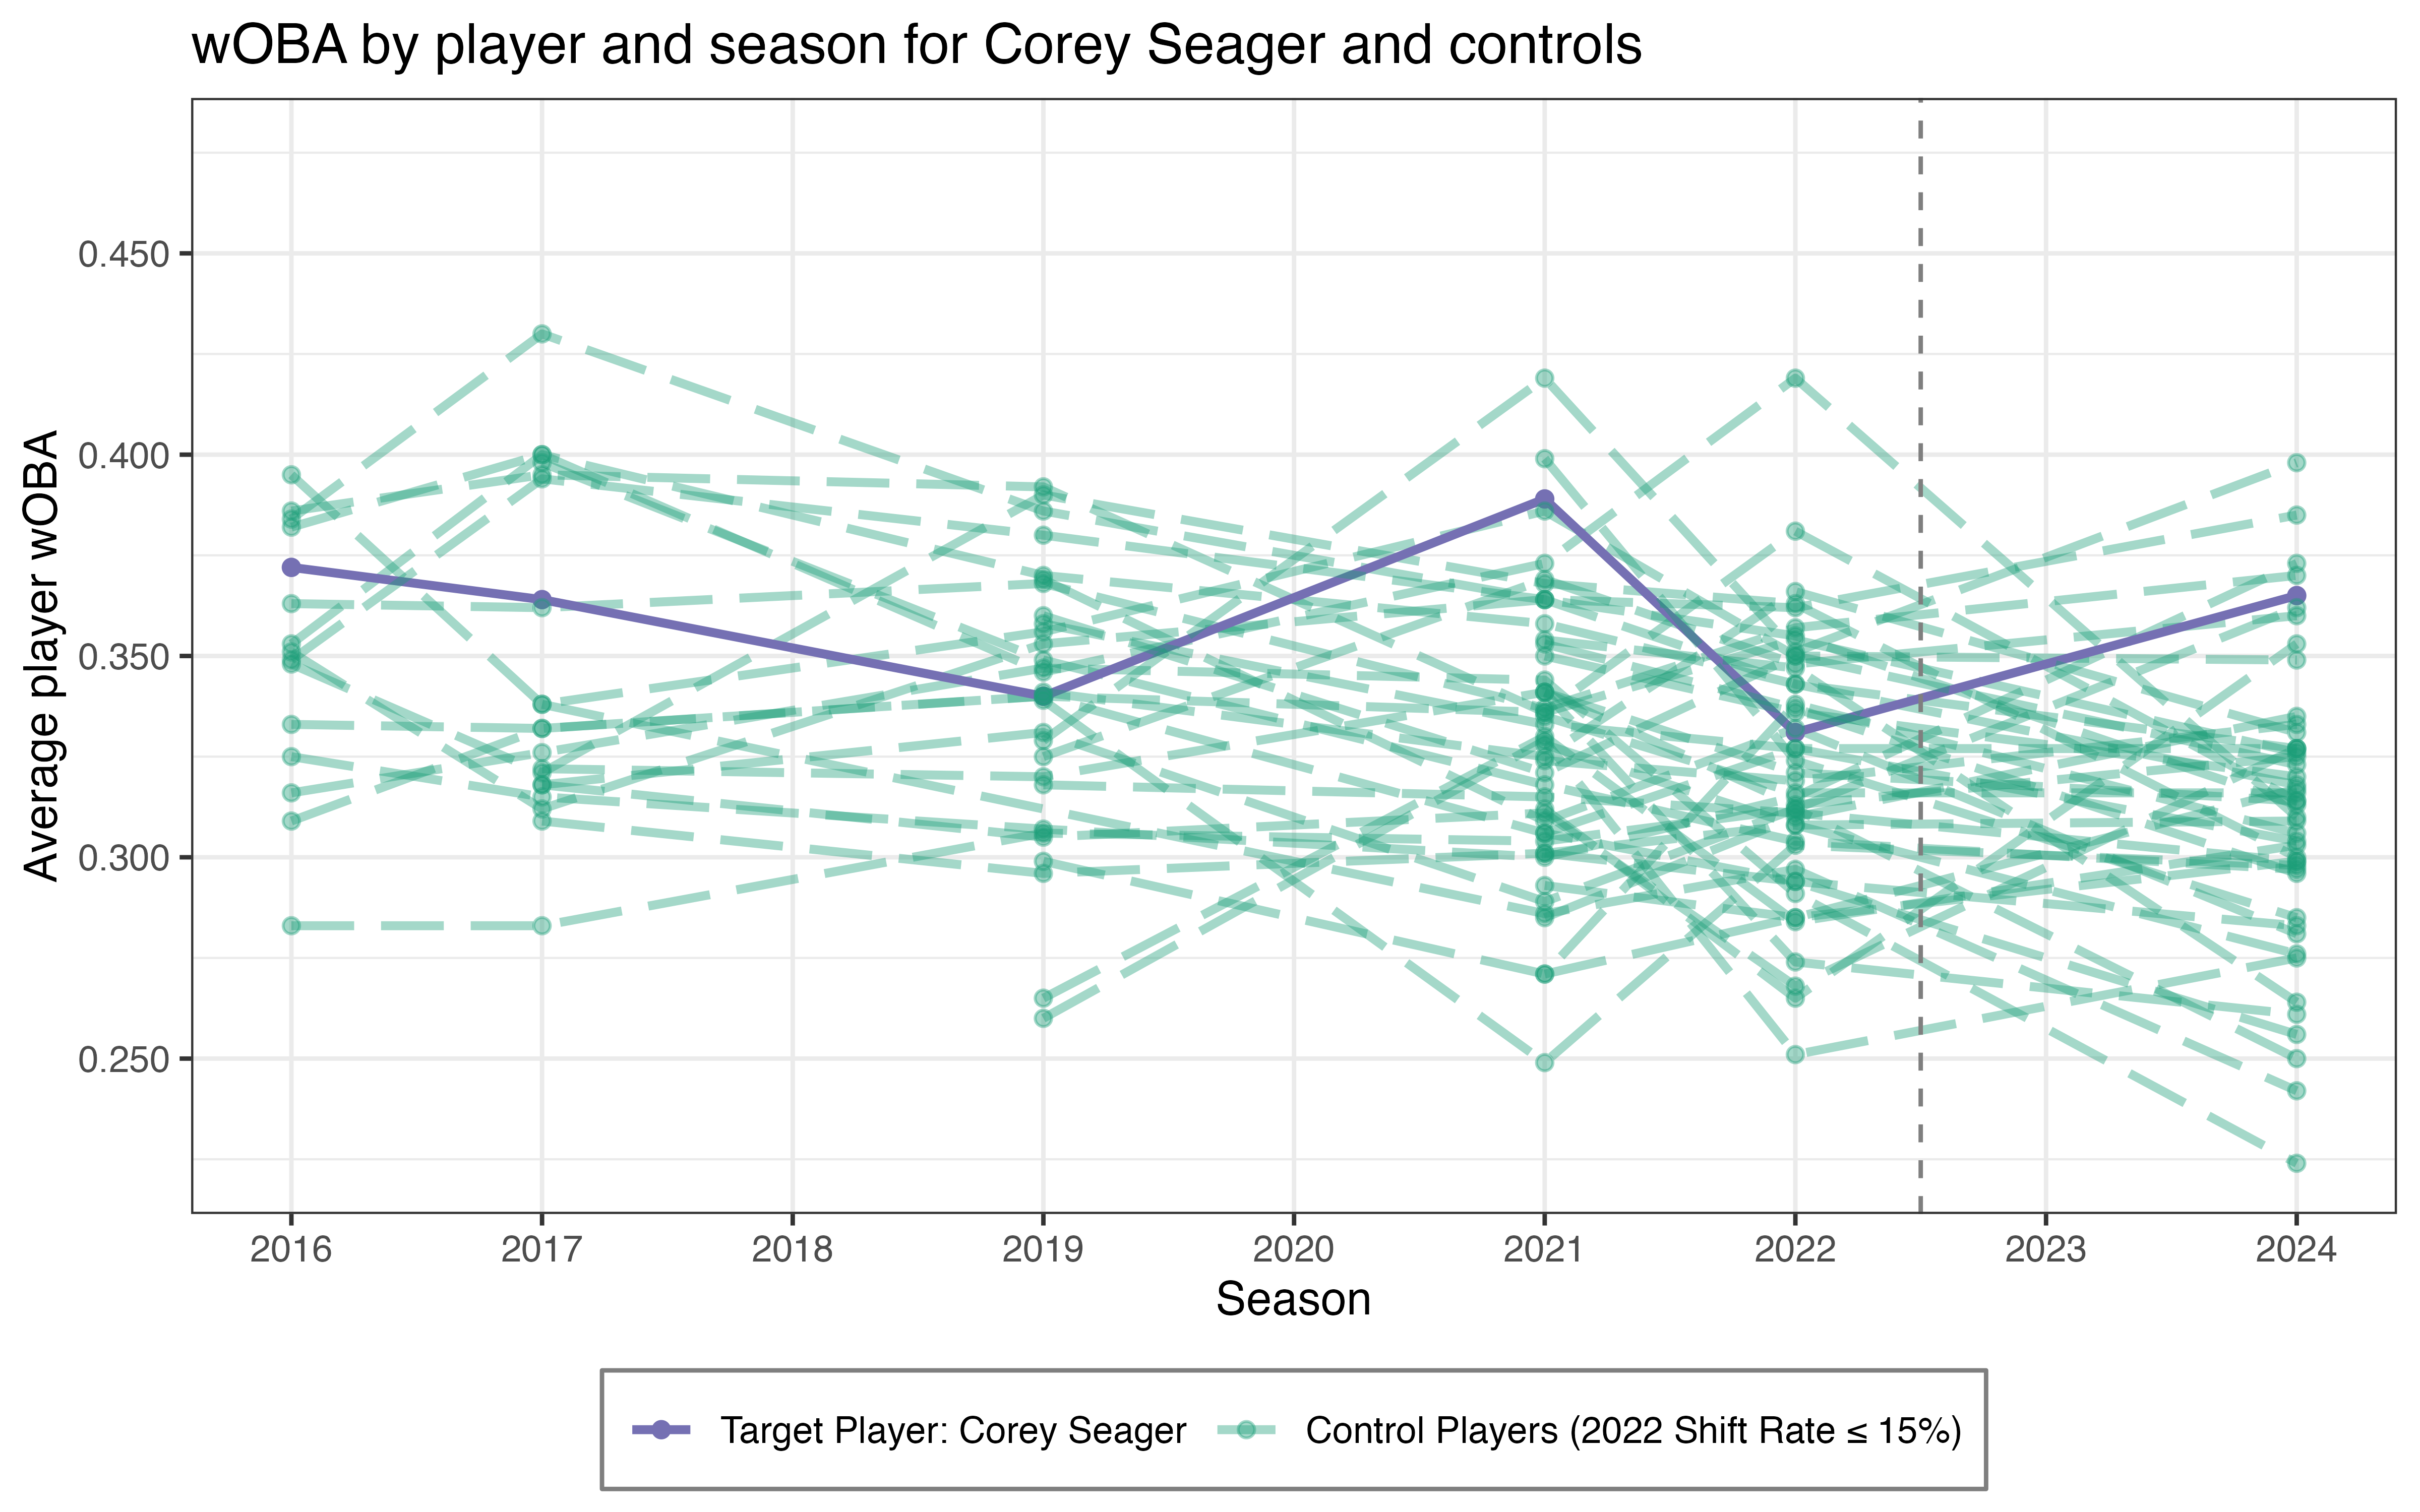 wOBA by player and season for Corey Seager and controls
Average player wOBA
0.450
0.400
0.350
0.300
0.250
2016 2017 2018 2019 2020 2021 2022 2023 2024
Season
Target Player: Corey Seager Control Players (2022 Shift Rate ≤ 15%)